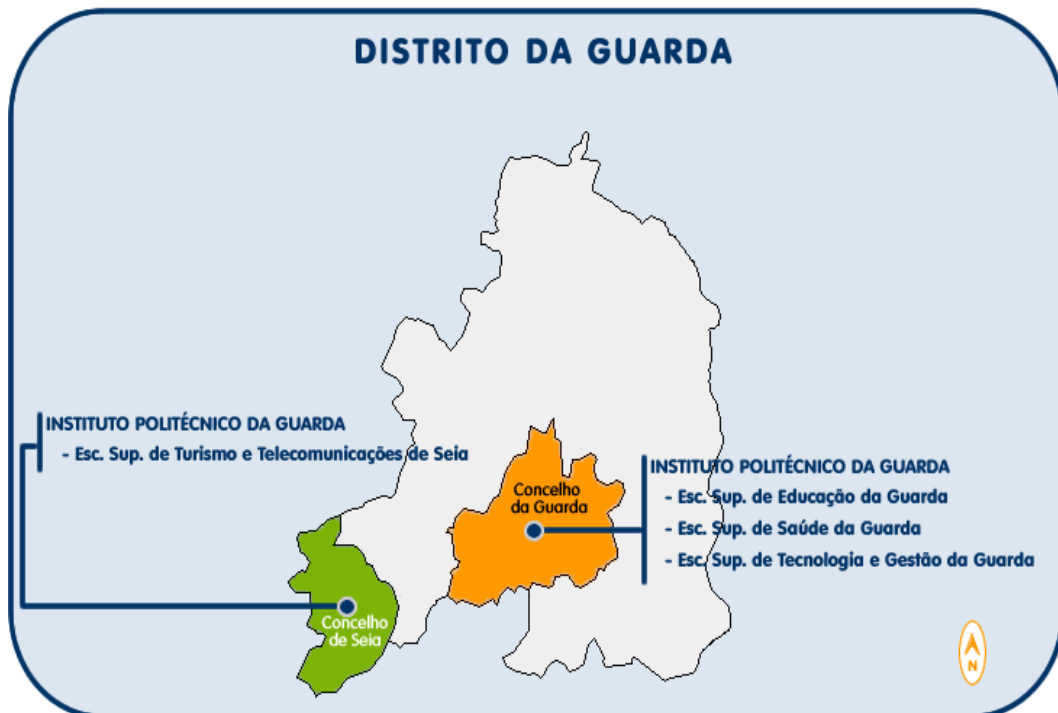 DISTRITO DA GUARDA
INSTITUTO POLITÉCNICO DA GUARDA
- Esc. Sup. de Turismo e Telecomunicações de Seia
Concelho
da Guarda
INSTITUTO POLITÉCNICO DA GUARDA
- Esc. Sup. de Educação da Guarda
- Esc. Sup. de Saúde da Guarda
- Esc. Sup. de Tecnologia e Gestão da Guarda
Concelho
de Seia
N